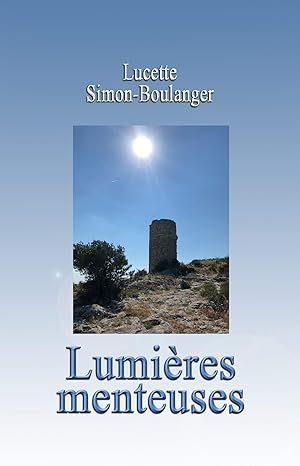 Lucette
Simon-Boulanger
Lumières
menteuses